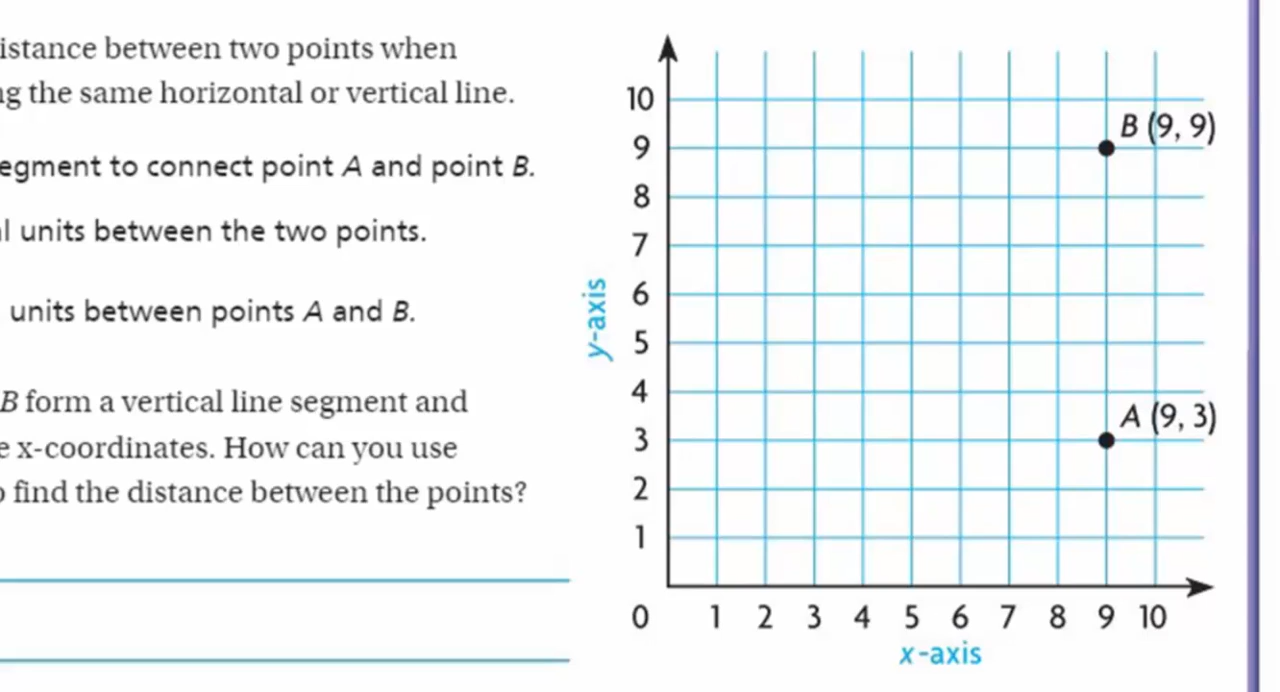 istance between two points when
g the same horizontal or vertical line.
egment to connect point A and point B.
l units between the two points.
units between points A and B.
B form a vertical line segment and
e x-coordinates. How can you use
o find the distance between the points?
10
9
8
7
6
5
4
3
2
1
0
y-axis
B (9, 9)
A (9, 3)
1 2 3 4 5 6 7 8 9 10
x-axis